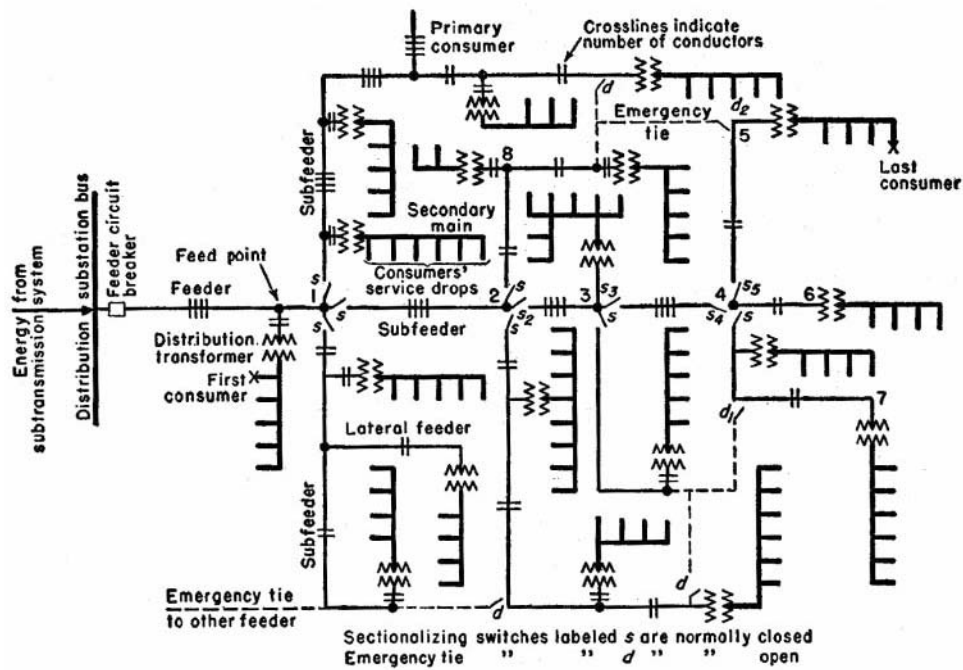 Primary
consumer
Crosslines indicate
number of conductors
d
Emergency
tie
d2
5
Last
consumer
8
Subfeeder
Secondary
main
Consumers'
service drops
Energy from
subtransmission system
Distribution substation bus
Feeder circuit
breaker
Feed point
Feeder
1
s
s
s
Subfeeder
2
s
s2
s
3
s3
s
4
s4
s5
s
6
Distribution
transformer
First
consumer
Lateral feeder
d1
7
Subfeeder
Emergency tie
to other feeder
d
d
Sectionalizing switches labeled s are normally closed
Emergency tie " " d " " open